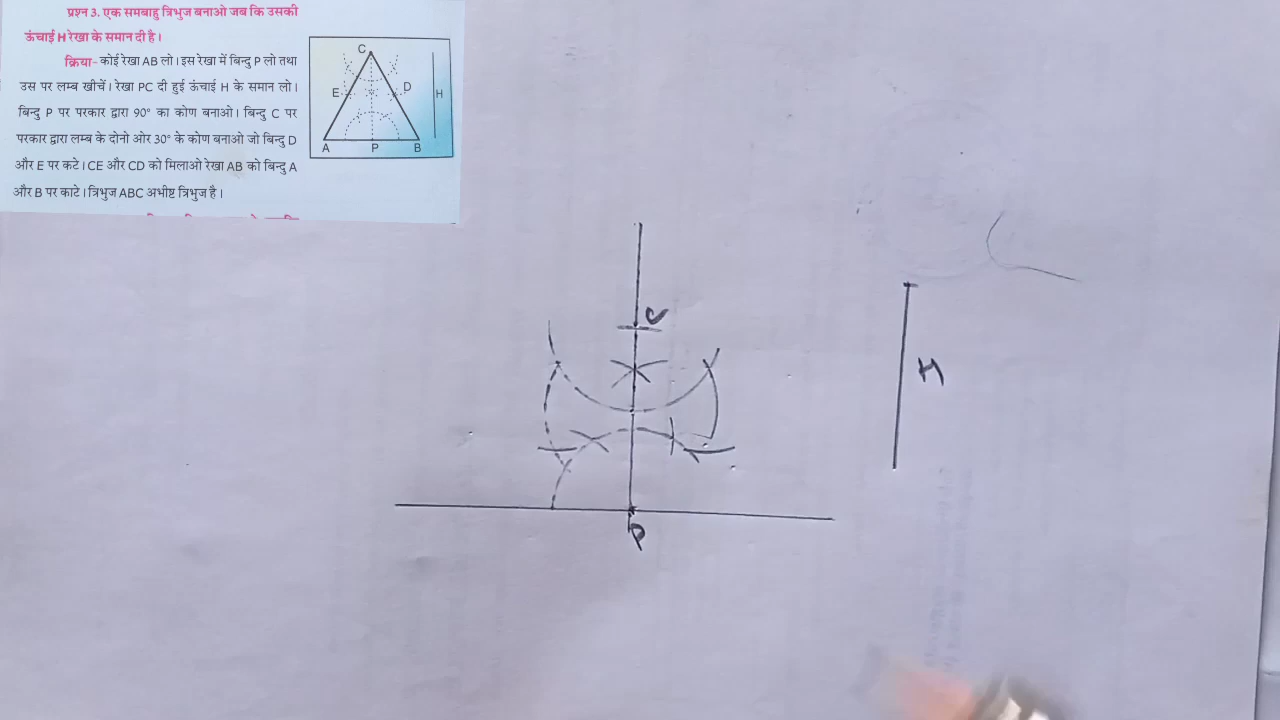 प्रश्न 3. एक समबाहु त्रिभुज बनाओ जब कि उसकी
ऊंचाई H रेखा के समान दी है।
क्रिया- कोई रेखा AB लो। इस रेखा में बिन्दु P लो तथा
उस पर लम्ब खीचें। रेखा PC दी हुई ऊंचाई H के समान लो।
बिन्दु P पर परकार द्वारा 90° का कोण बनाओ। बिन्दु C पर
परकार द्वारा लम्ब के दोनो ओर 30° के कोण बनाओ जो बिन्दु D
और E पर कटे। CE और CD को मिलाओ रेखा AB को बिन्दु A
और B पर काटे। त्रिभुज ABC अभीष्ट त्रिभुज है।
C
E
D
H
A
P
B
C
H
P